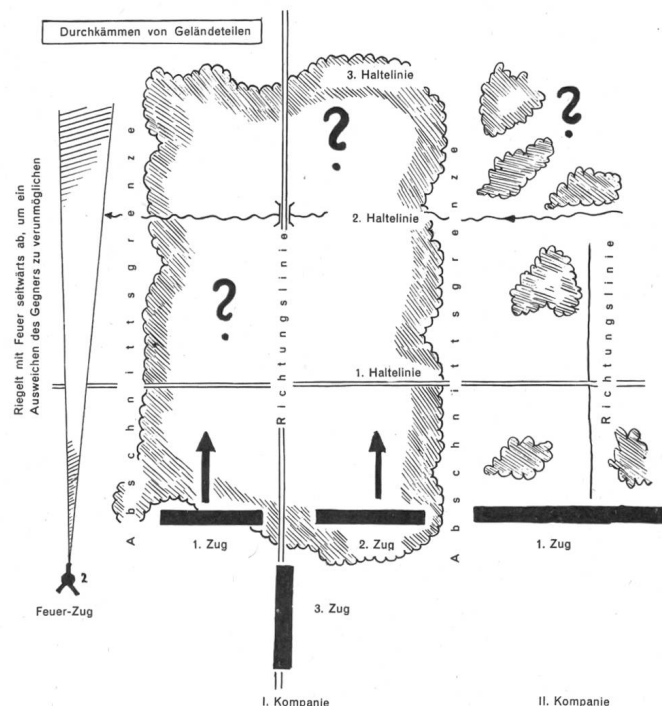 Durchkämmen von Geländeteilen
3. Haltelinie
?
?
2. Haltelinie
Abschnittsgrenze
Abschnittsgrenze
Riegelt mit Feuer seitwärts ab, um ein
Ausweichen des Gegners zu verunmöglichen
Richtungslinie
Richtungslinie
?
1. Haltelinie
1. Zug
2. Zug
1. Zug
2
Feuer-Zug
3. Zug
I. Kompanie
II. Kompanie